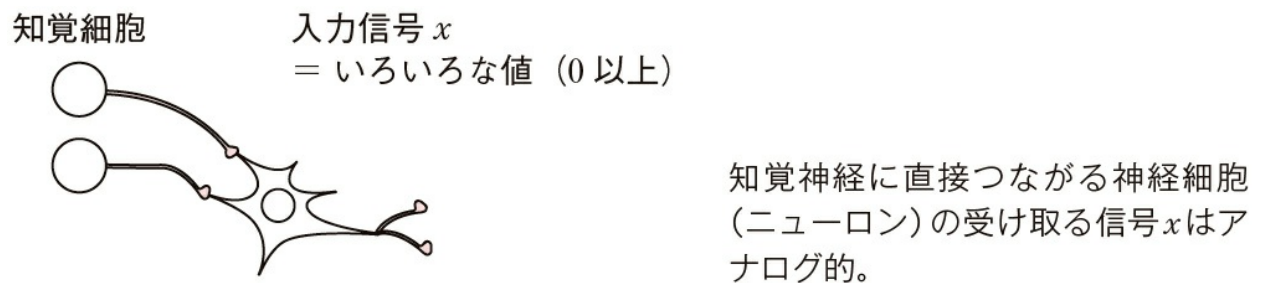 知覚細胞
入力信号 x
= いろいろな値（0 以上）
知覚神経に直接つながる神経細胞
（ニューロン）の受け取る信号xはア
ナログ的。